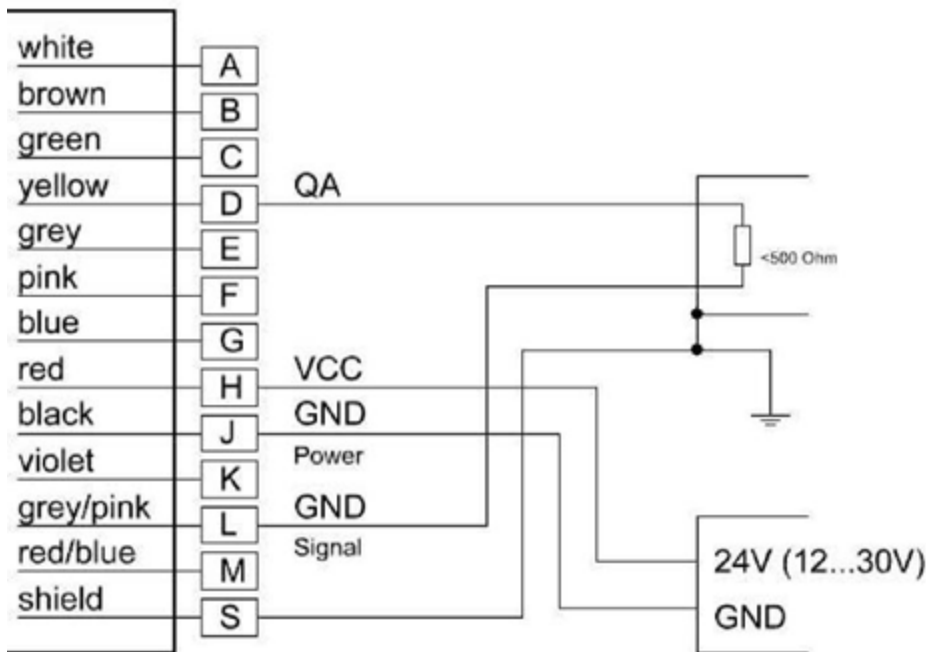 white
A
brown
B
green
C
yellow
D
QA
grey
E
<500 Ohm
pink
F
blue
G
red
H
VCC
black
J
GND
Power
violet
K
grey/pink
L
GND
Signal
red/blue
M
24V (12...30V)
shield
S
GND